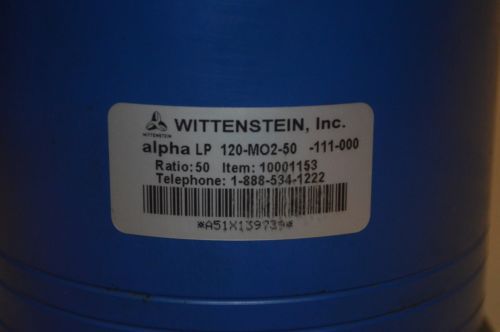 WITTENSTEIN
WITTENSTEIN, Inc.
alpha LP 120-MO2-50 -111-000
Ratio:50 Item: 10001153
Telephone: 1-888-534-1222
*A51X139739*